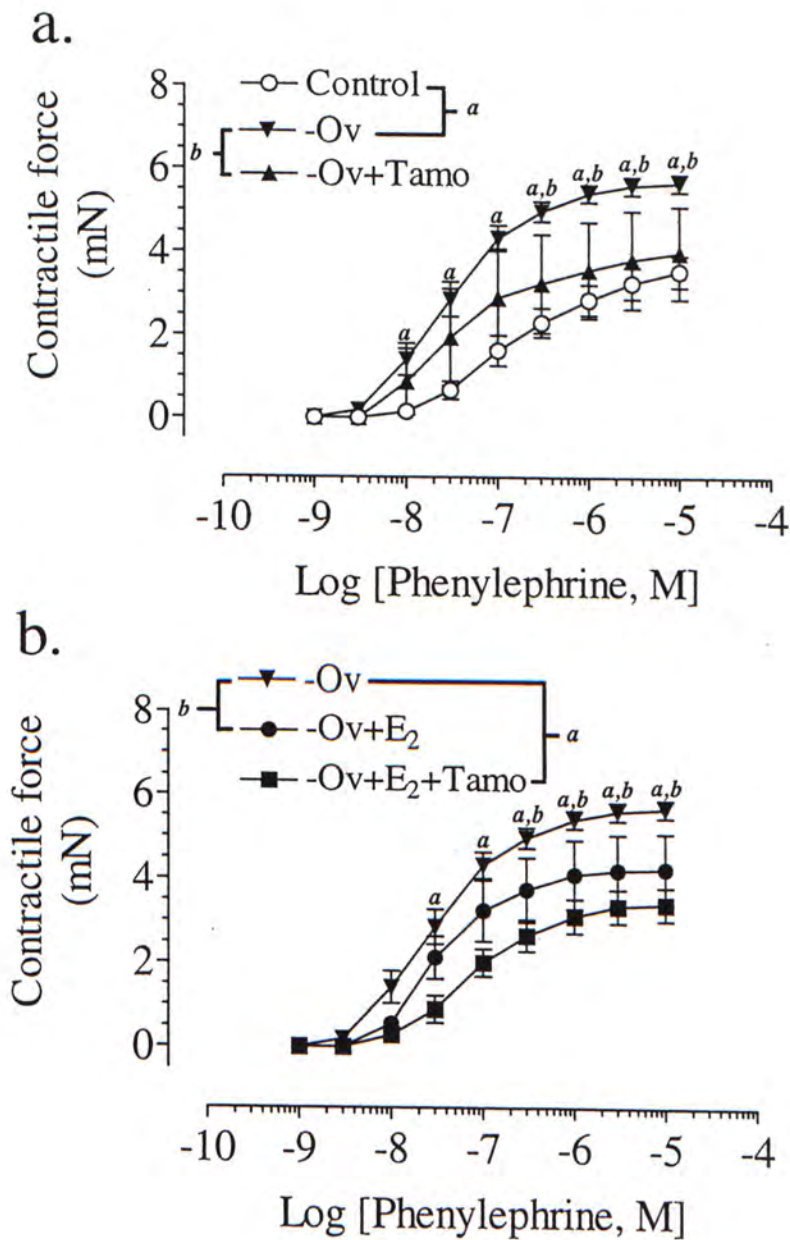 a.
Control
a
-Ov
b
-Ov+Tamo
8
6
4
2
0
Contractile force
(mN)
a
a
a
a,b
a,b
a,b
a,b
-10
-9
-8
-7
-6
-5
-4
Log [Phenylephrine, M]
b.
-Ov
b
-Ov+E2
a
-Ov+E2+Tamo
8
6
4
2
0
Contractile force
(mN)
a
a
a,b
a,b
a,b
a,b
-10
-9
-8
-7
-6
-5
-4
Log [Phenylephrine, M]